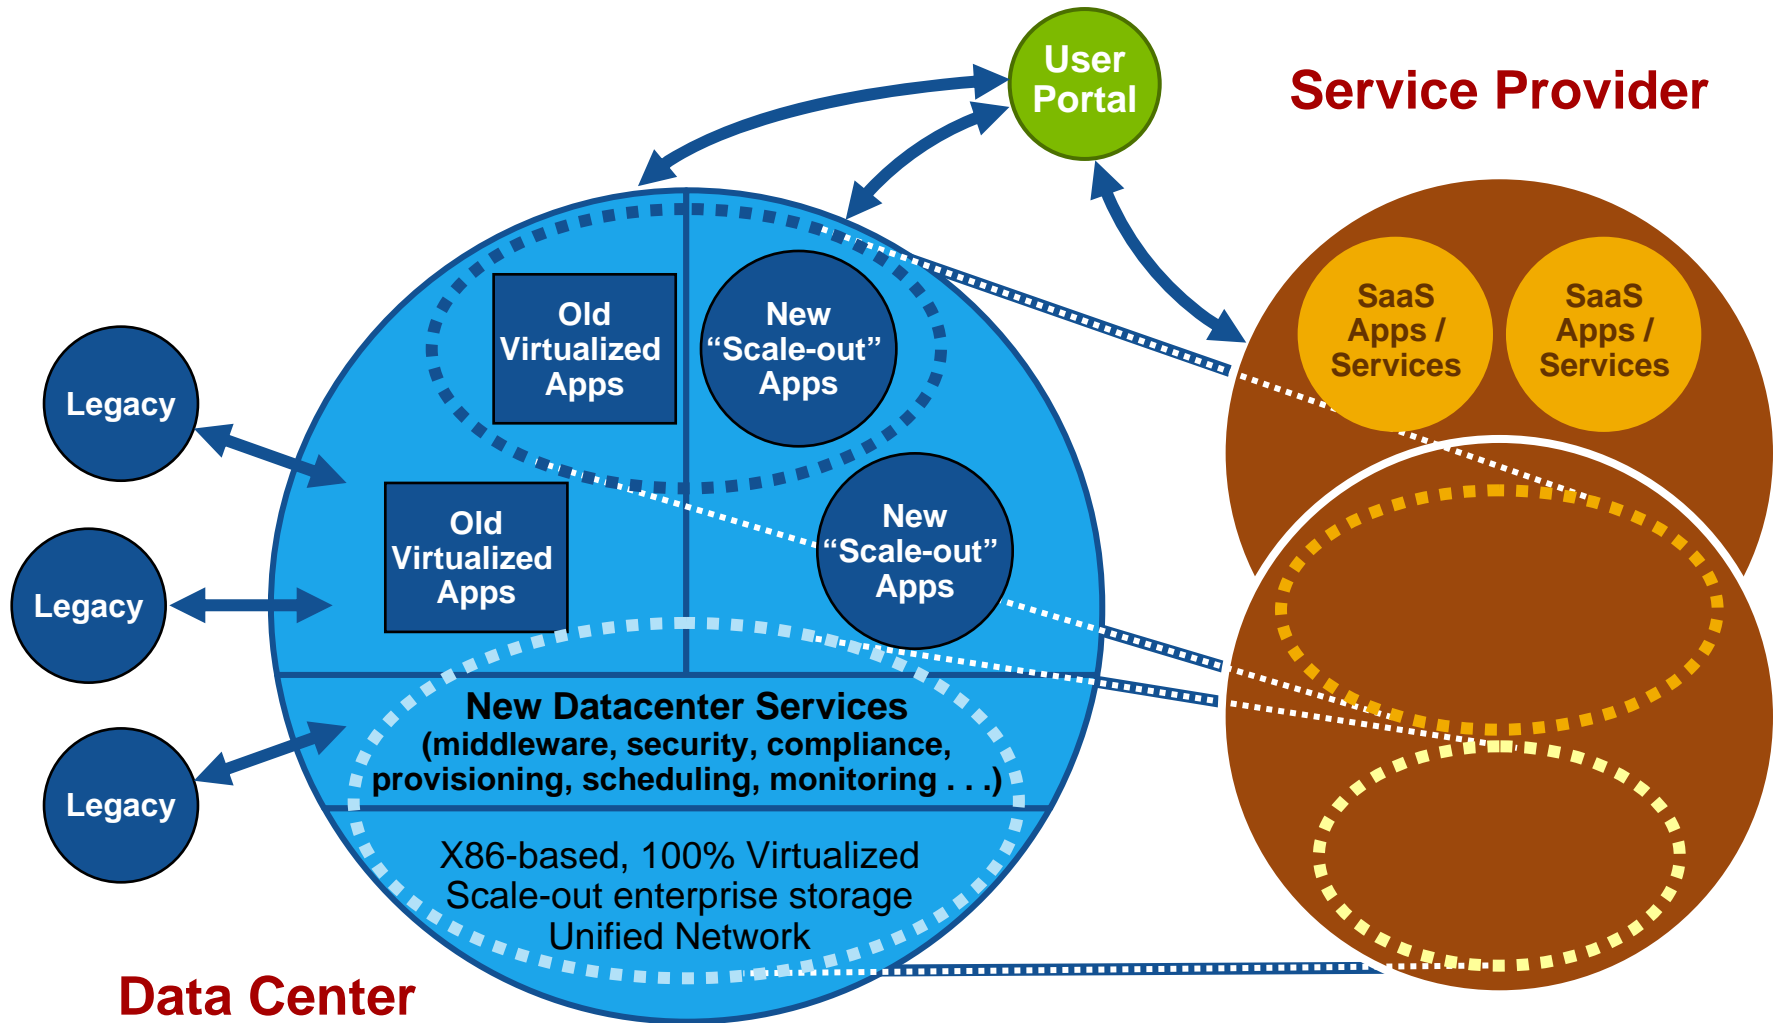 User
Portal
Service Provider
Old
Virtualized
Apps
New
“Scale-out”
Apps
SaaS
Apps /
Services
SaaS
Apps /
Services
Legacy
Old
Virtualized
Apps
New
“Scale-out”
Apps
Legacy
New Datacenter Services
(middleware, security, compliance,
provisioning, scheduling, monitoring . . .)
Legacy
X86-based, 100% Virtualized
Scale-out enterprise storage
Unified Network
Data Center